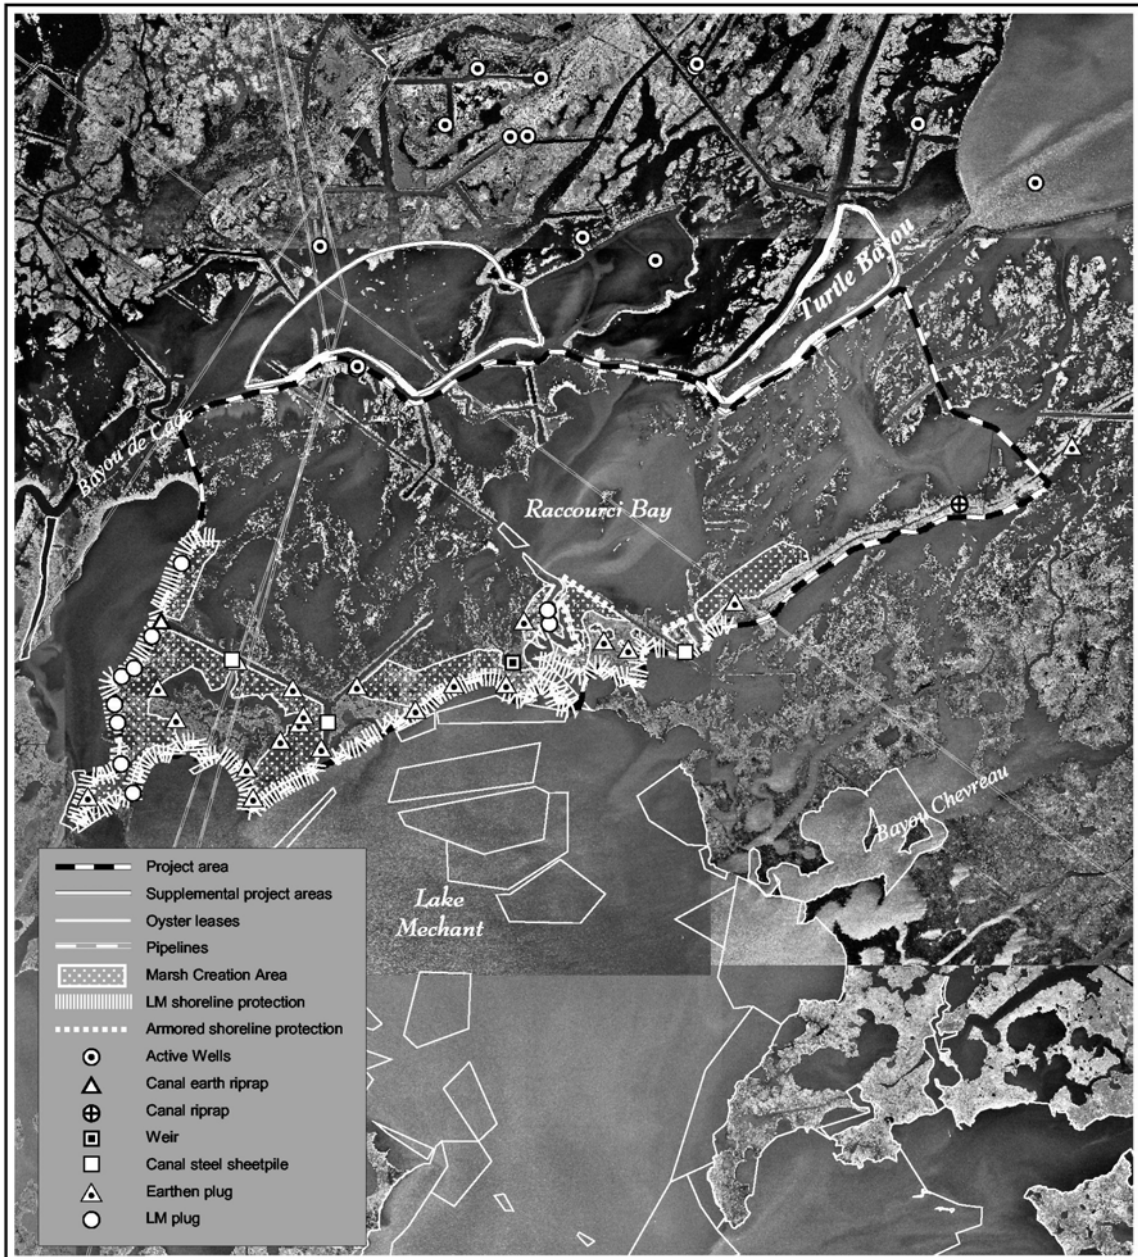 Turtle Bayou
Bayou de Cade
Raccourci Bay
Bayou Chevreau
Lake
Mechant
Project area
Supplemental project areas
Oyster leases
Pipelines
Marsh Creation Area
LM shoreline protection
Armored shoreline protection
Active Wells
Canal earth riprap
Canal riprap
Weir
Canal steel sheetpile
Earthen plug
LM plug